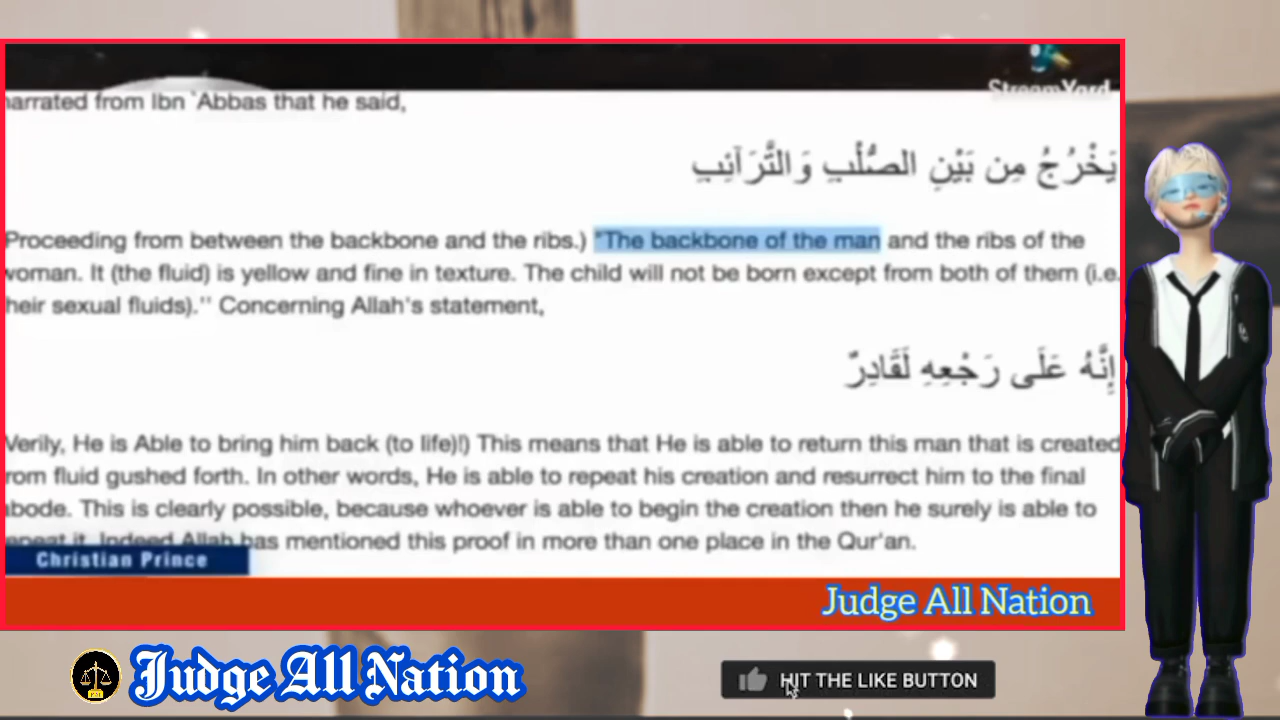 StreamYard
narrated from Ibn `Abbas that he said,
يَخْرُجُ مِن بَيْنِ الصُّلْبِ وَالتَّرَآئِبِ
Proceeding from between the backbone and the ribs.) "The backbone of the man and the ribs of the
woman. It (the fluid) is yellow and fine in texture. The child will not be born except from both of them (i.e.
heir sexual fluids).'' Concerning Allah's statement,
إِنَّهُ عَلَى رَجْعِهِ لَقَادِرٌ
Verily, He is Able to bring him back (to life)!) This means that He is able to return this man that is created
rom fluid gushed forth. In other words, He is able to repeat his creation and resurrect him to the final
abode. This is clearly possible, because whoever is able to begin the creation then he surely is able to
repeat it. Indeed Allah has mentioned this proof in more than one place in the Qur'an.
Christian Prince
Judge All Nation
Judge All Nation
HIT THE LIKE BUTTON